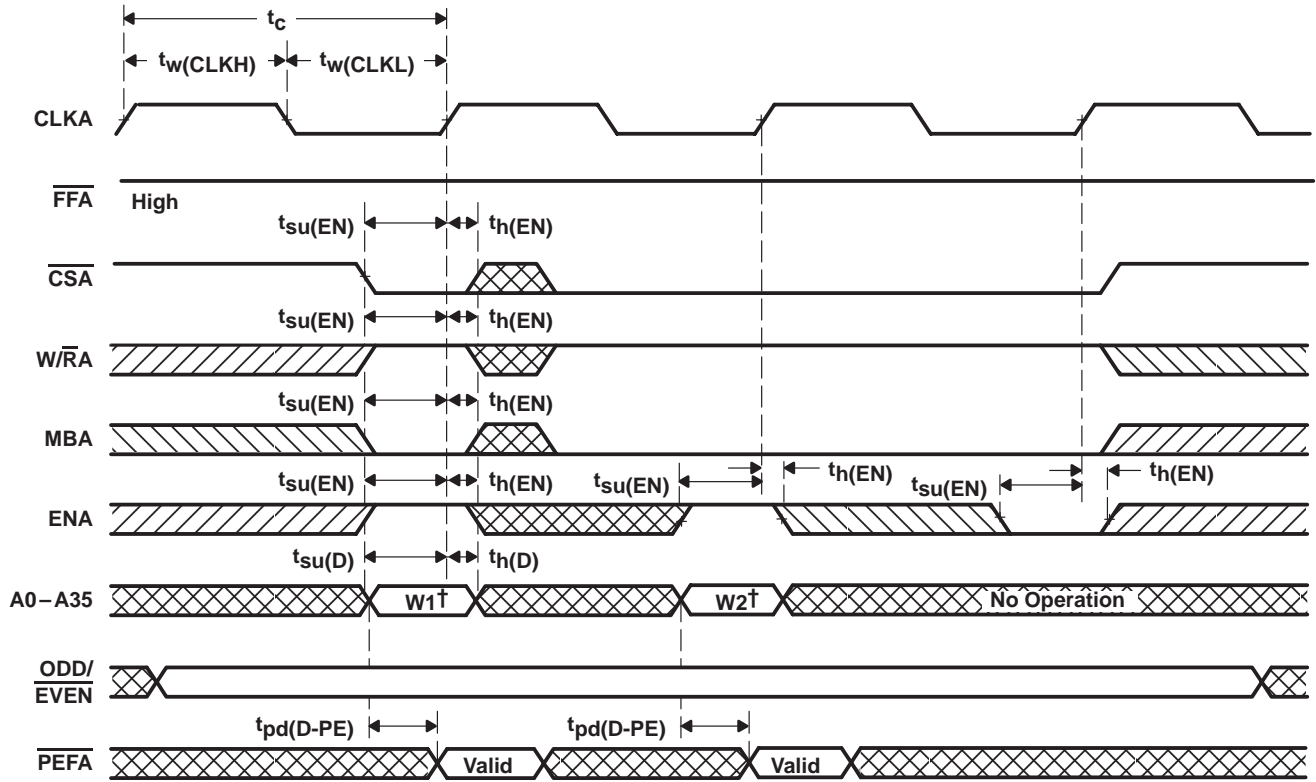 tc
tw(CLKH) tw(CLKL)
CLKA
FFA High
tsu(EN) th(EN)
CSA
tsu(EN) th(EN)
W/RA
tsu(EN) th(EN)
MBA
tsu(EN) th(EN) tsu(EN) th(EN) tsu(EN) th(EN)
ENA
tsu(D) th(D)
A0–A35 W1† W2† No Operation
ODD/
EVEN
tpd(D-PE) tpd(D-PE)
PEFA Valid Valid